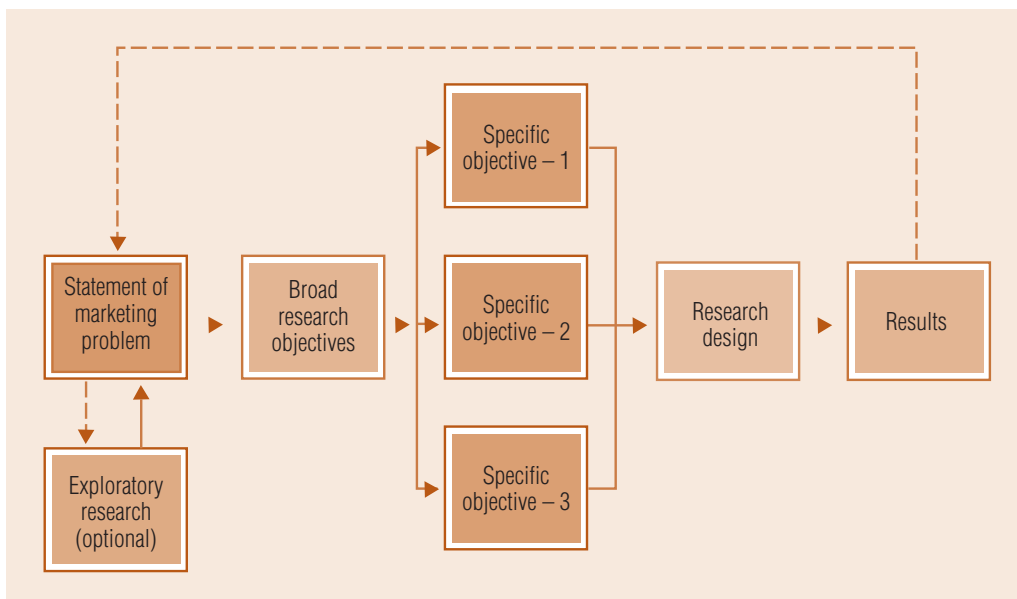 Statement of
marketing
problem
Exploratory
research
(optional)
Broad
research
objectives
Specific
objective – 1
Specific
objective – 2
Specific
objective – 3
Research
design
Results